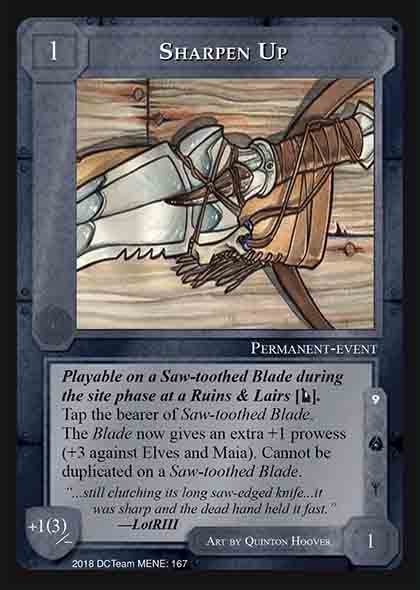 1
SHARPEN UP
PERMANENT-EVENT
Playable on a Saw-toothed Blade during
the site phase at a Ruins & Lairs [].
Tap the bearer of Saw-toothed Blade.
The Blade now gives an extra +1 prowess
(+3 against Elves and Maia). Cannot be
duplicated on a Saw-toothed Blade.
"...still clutching its long saw-edged knife...it
was sharp and the dead hand held it fast."
—LotRIII
9
+1(3)
/–
ART BY QUINTON HOOVER
1
2018 DCTeam MENE: 167